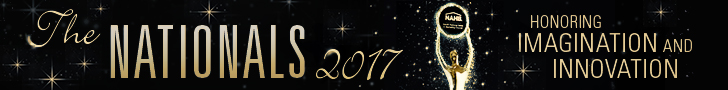 The
NATIONALS 2017
NAHB
HONORING
IMAGINATION AND
INNOVATION